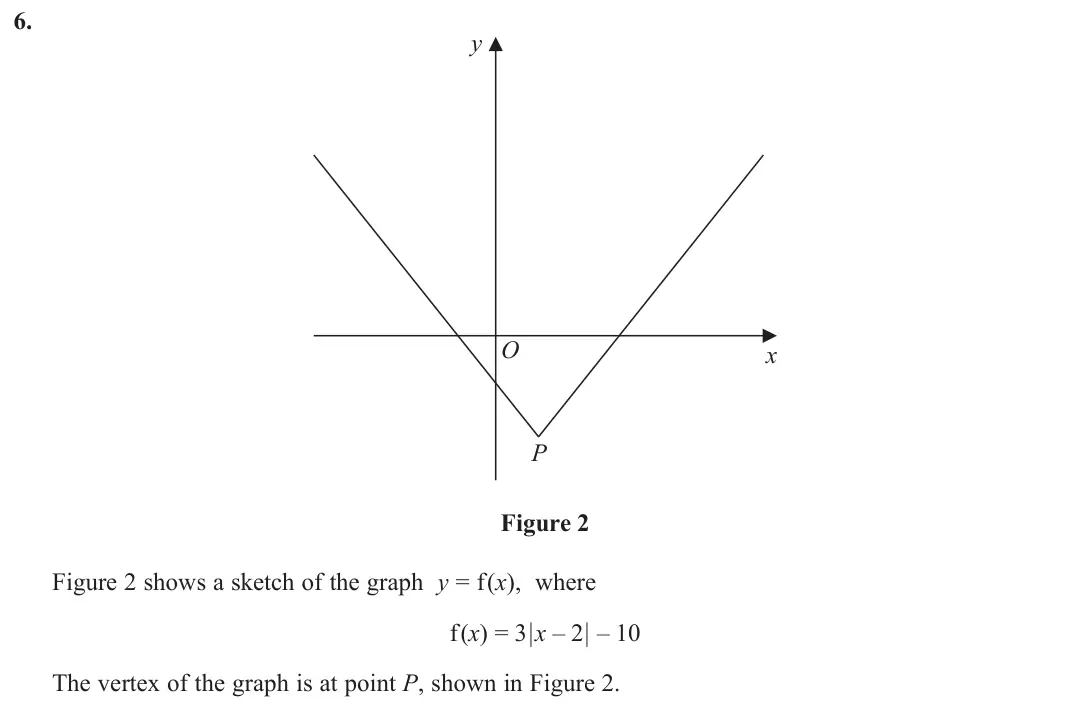 6.
y
O
x
P
Figure 2
Figure 2 shows a sketch of the graph y = f(x), where
f(x) = 3|x – 2| – 10
The vertex of the graph is at point P, shown in Figure 2.